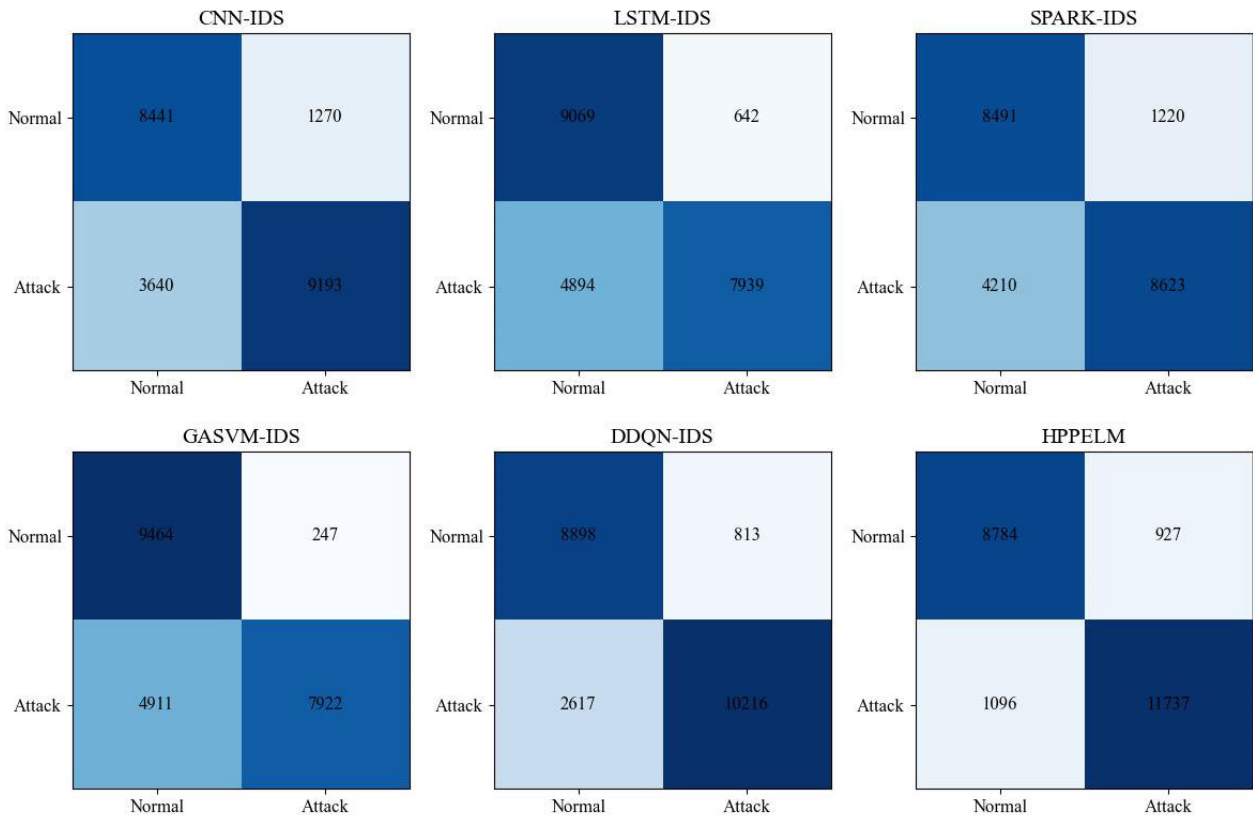 CNN-IDS
LSTM-IDS
SPARK-IDS
Normal
8441
1270
Attack
3640
9193
Normal
Attack
Normal
9069
642
Attack
4894
7939
Normal
Attack
Normal
8491
1220
Attack
4210
8623
Normal
Attack
GASVM-IDS
DDQN-IDS
HPPELM
Normal
9464
247
Attack
4911
7922
Normal
Attack
Normal
8898
813
Attack
2617
10216
Normal
Attack
Normal
8784
927
Attack
1096
11737
Normal
Attack